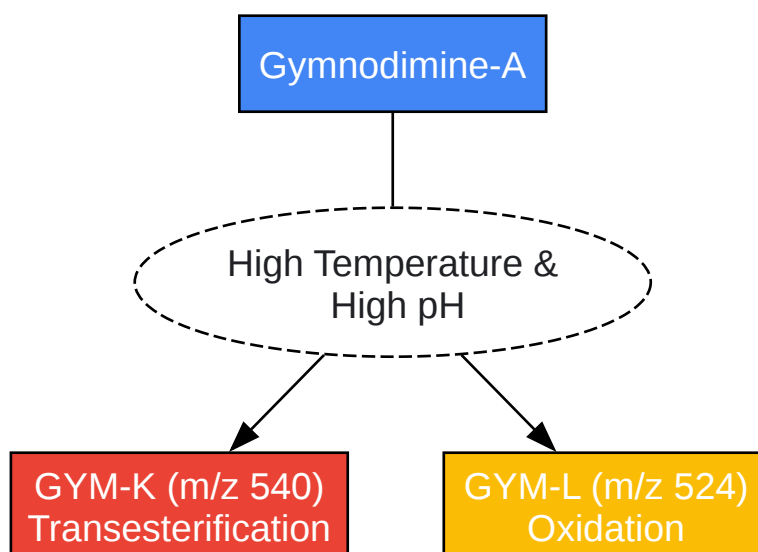 Gymnodimine-A
High Temperature &
High pH
GYM-K (m/z 540)
Transesterification
GYM-L (m/z 524)
Oxidation